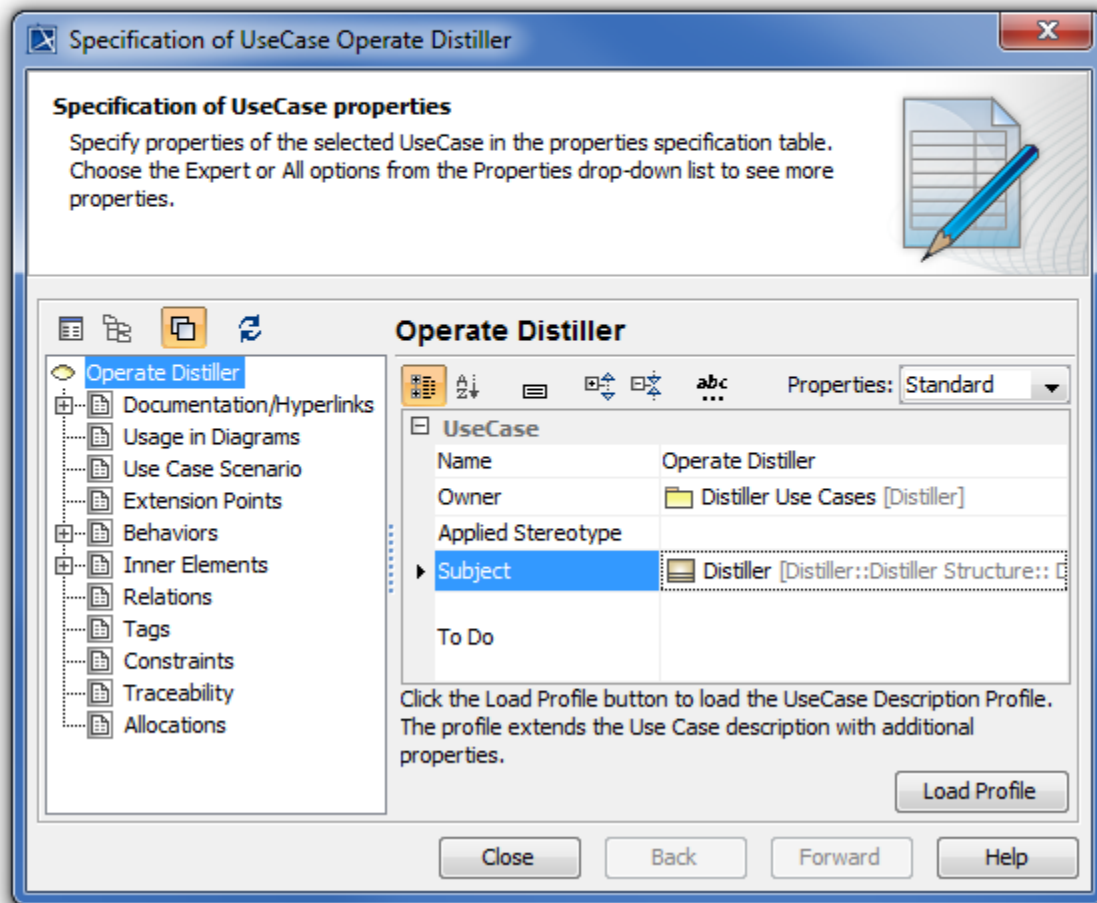 Specification of UseCase Operate Distiller
Specification of UseCase properties
Specify properties of the selected UseCase in the properties specification table.
Choose the Expert or All options from the Properties drop-down list to see more
properties.
Operate Distiller
Documentation/Hyperlinks
Usage in Diagrams
Use Case Scenario
Extension Points
Behaviors
Inner Elements
Relations
Tags
Constraints
Traceability
Allocations
Operate Distiller
abc Properties: Standard
UseCase
Name Operate Distiller
Owner Distiller Use Cases [Distiller]
Applied Stereotype
Subject Distiller [Distiller::Distiller Structure:: D
To Do
Click the Load Profile button to load the UseCase Description Profile.
The profile extends the Use Case description with additional
properties.
Load Profile
Close Back Forward Help